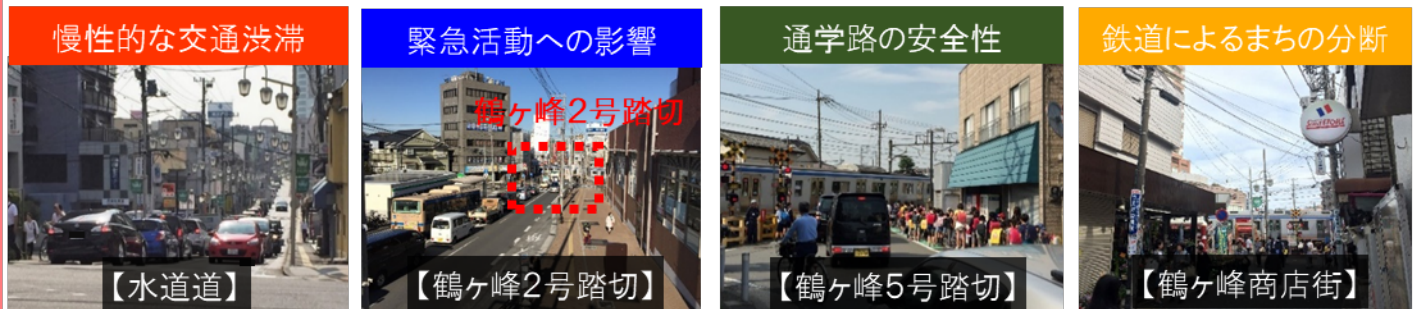 慢性的な交通渋滞
【水道道】
緊急活動への影響
鶴ヶ峰2号踏切
【鶴ヶ峰2号踏切】
通学路の安全性
【鶴ヶ峰5号踏切】
鉄道によるまちの分断
【鶴ヶ峰商店街】